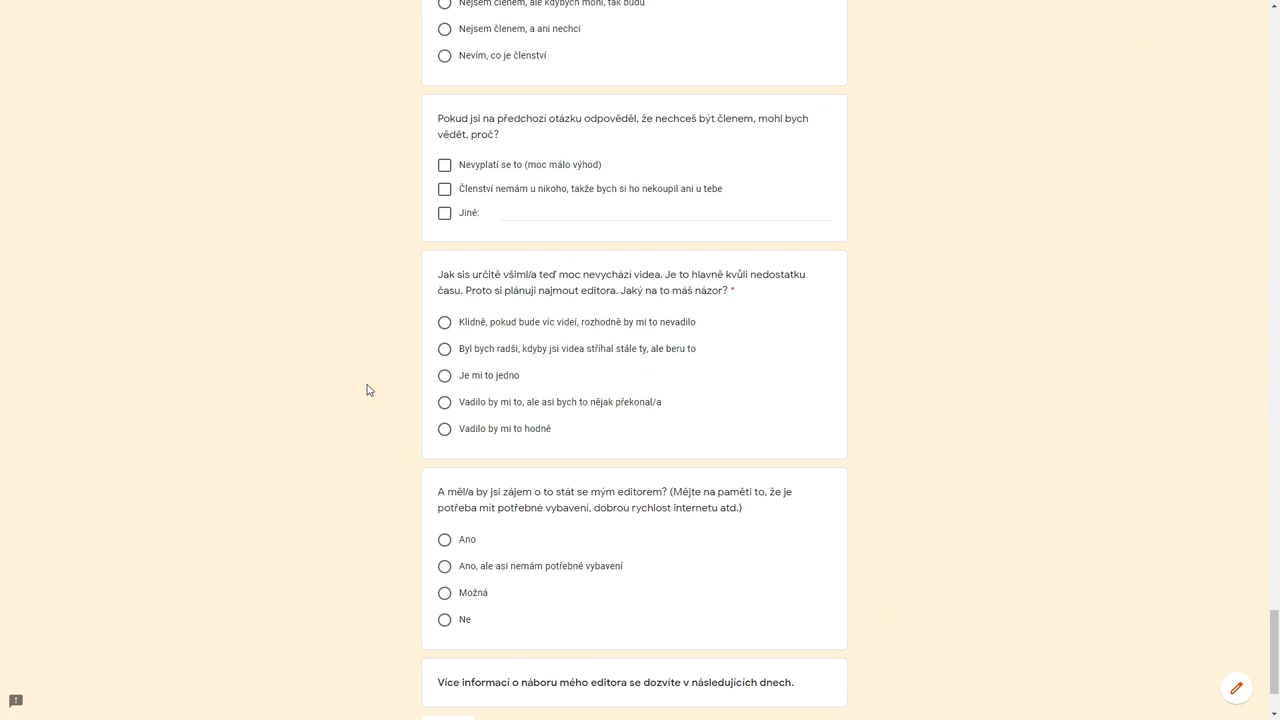 Nejsem členem, ale kdybych mohl, tak budu
Nejsem členem, a ani nechci
Nevím, co je členství
Pokud jsi na předchozí otázku odpověděl, že nechceš být členem, mohl bych
vědět, proč?
Nevyplatí se to (moc málo výhod)
Členství nemám u nikoho, takže bych si ho nekoupil ani u tebe
Jiné:
Jak sis určitě všiml/a teď moc nevychází videa. Je to hlavně kvůli nedostatku
času. Proto si plánuji najmout editora. Jaký na to máš názor? *
Klidně, pokud bude víc videí, rozhodně by mi to nevadilo
Byl bych radši, kdyby jsi videa stříhal stále ty, ale beru to
Je mi to jedno
Vadilo by mi to, ale asi bych to nějak překonal/a
Vadilo by mi to hodně
A měl/a by jsi zájem o to stát se mým editorem? (Mějte na paměti to, že je
potřeba mít potřebné vybavení, dobrou rychlost internetu atd.)
Ano
Ano, ale asi nemám potřebné vybavení
Možná
Ne
Více informací o náboru mého editora se dozvíte v následujících dnech.